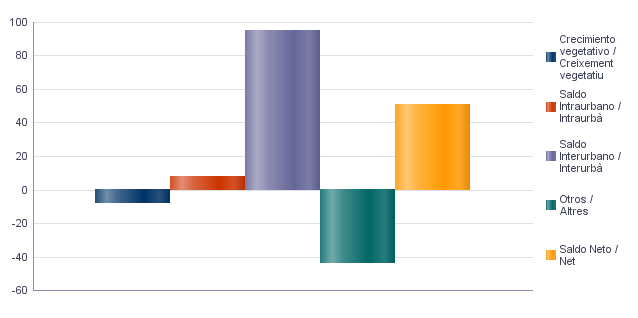 100
80
60
40
20
0
-20
-40
-60
Crecimiento
vegetativo /
Creixement
vegetatiu
Saldo
Intraurbano /
Intraurbà
Saldo
Interurbano /
Interurbà
Otros /
Altres
Saldo Neto /
Net